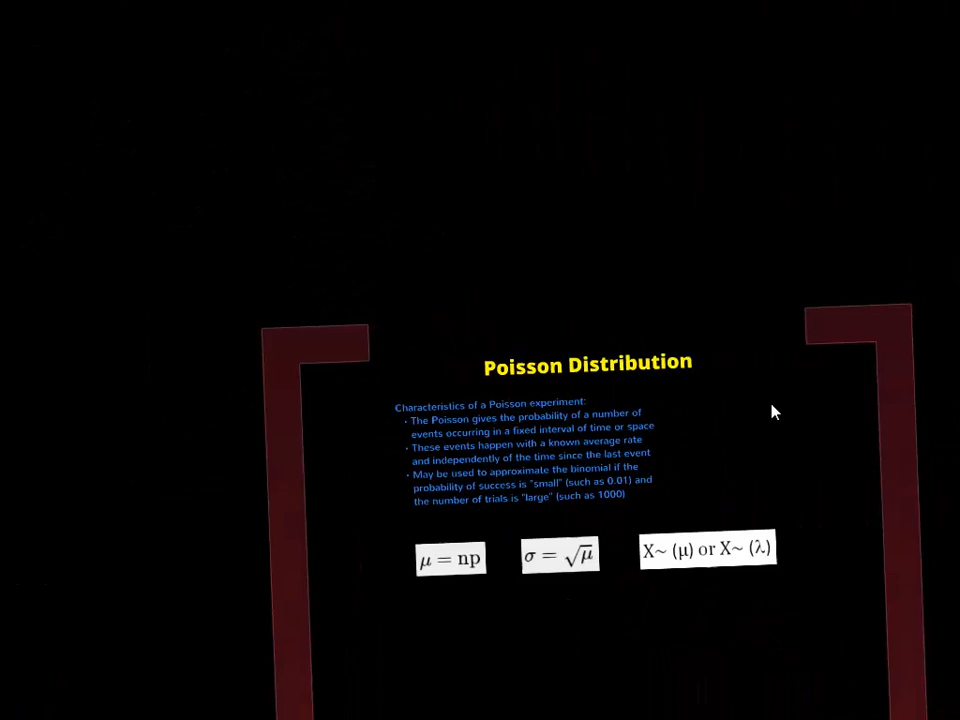 Poisson Distribution
Characteristics of a Poisson experiment:
• The Poisson gives the probability of a number of
events occurring in a fixed interval of time or space
• These events happen with a known average rate
and independently of the time since the last event
• May be used to approximate the binomial if the
probability of success is "small" (such as 0.01) and
the number of trials is "large" (such as 1000)
μ = np σ = √μ X~ (μ) or X~ (λ)